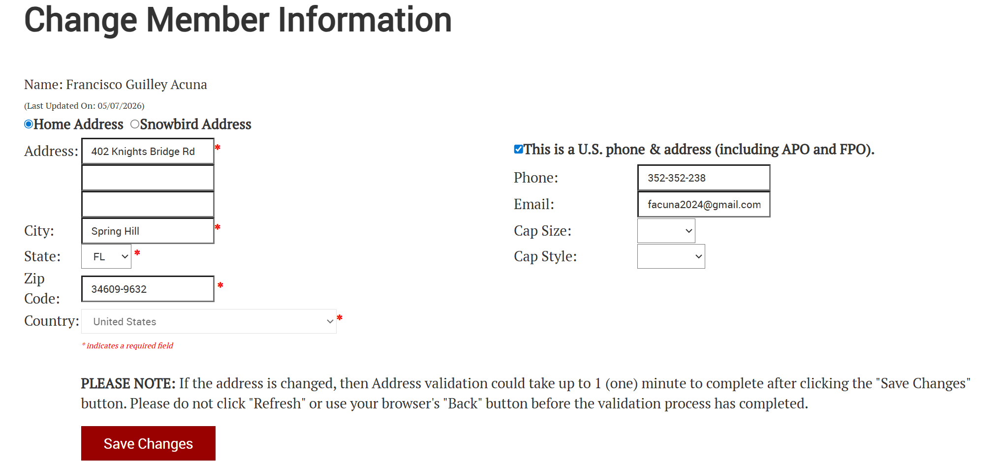 Change Member Information
Name: Francisco Guilley Acuna
(Last Updated On: 05/07/2026)
Home Address Snowbird Address
Address: 402 Knights Bridge Rd *
City: Spring Hill *
State: FL *
Zip Code: 34609-9632 *
Country: United States *
* indicates a required field
This is a U.S. phone & address (including APO and FPO).
Phone: 352-352-238
Email: facuna2024@gmail.com
Cap Size:
Cap Style:
PLEASE NOTE: If the address is changed, then Address validation could take up to 1 (one) minute to complete after clicking the "Save Changes"
button. Please do not click "Refresh" or use your browser's "Back" button before the validation process has completed.
Save Changes